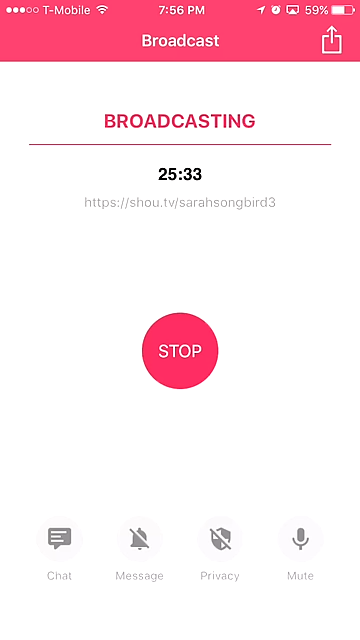 T-Mobile 7:56 PM 59%
Broadcast
BROADCASTING
25:33
https://shou.tv/sarahsongbird3
STOP
Chat Message Privacy Mute